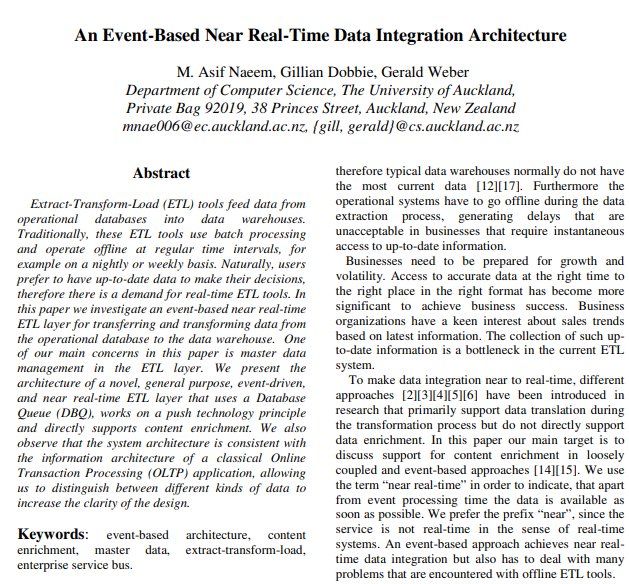 An Event-Based Near Real-Time Data Integration Architecture
M. Asif Naeem, Gillian Dobbie, Gerald Weber
Department of Computer Science, The University of Auckland,
Private Bag 92019, 38 Princes Street, Auckland, New Zealand
mnae006@ec.auckland.ac.nz, {gill, gerald}@cs.auckland.ac.nz
Abstract
Extract-Transform-Load (ETL) tools feed data from
operational databases into data warehouses.
Traditionally, these ETL tools use batch processing
and operate offline at regular time intervals, for
example on a nightly or weekly basis. Naturally, users
prefer to have up-to-date data to make their decisions,
therefore there is a demand for real-time ETL tools. In
this paper we investigate an event-based near real-time
ETL layer for transferring and transforming data from
the operational database to the data warehouse. One
of our main concerns in this paper is master data
management in the ETL layer. We present the
architecture of a novel, general purpose, event-driven,
and near real-time ETL layer that uses a Database
Queue (DBQ), works on a push technology principle
and directly supports content enrichment. We also
observe that the system architecture is consistent with
the information architecture of a classical Online
Transaction Processing (OLTP) application, allowing
us to distinguish between different kinds of data to
increase the clarity of the design.
Keywords: event-based architecture, content
enrichment, master data, extract-transform-load,
enterprise service bus.
therefore typical data warehouses normally do not have
the most current data [12][17]. Furthermore the
operational systems have to go offline during the data
extraction process, generating delays that are
unacceptable in businesses that require instantaneous
access to up-to-date information.
Businesses need to be prepared for growth and
volatility. Access to accurate data at the right time to
the right place in the right format has become more
significant to achieve business success. Business
organizations have a keen interest about sales trends
based on latest information. The collection of such up-
to-date information is a bottleneck in the current ETL
system.
To make data integration near to real-time, different
approaches [2][3][4][5][6] have been introduced in
research that primarily support data translation during
the transformation process but do not directly support
data enrichment. In this paper our main target is to
discuss support for content enrichment in loosely
coupled and event-based approaches [14][15]. We use
the term “near real-time” in order to indicate, that apart
from event processing time the data is available as
soon as possible. We prefer the prefix “near”, since the
service is not real-time in the sense of real-time
systems. An event-based approach achieves near real-
time data integration but also has to deal with many
problems that are encountered with offline ETL tools.